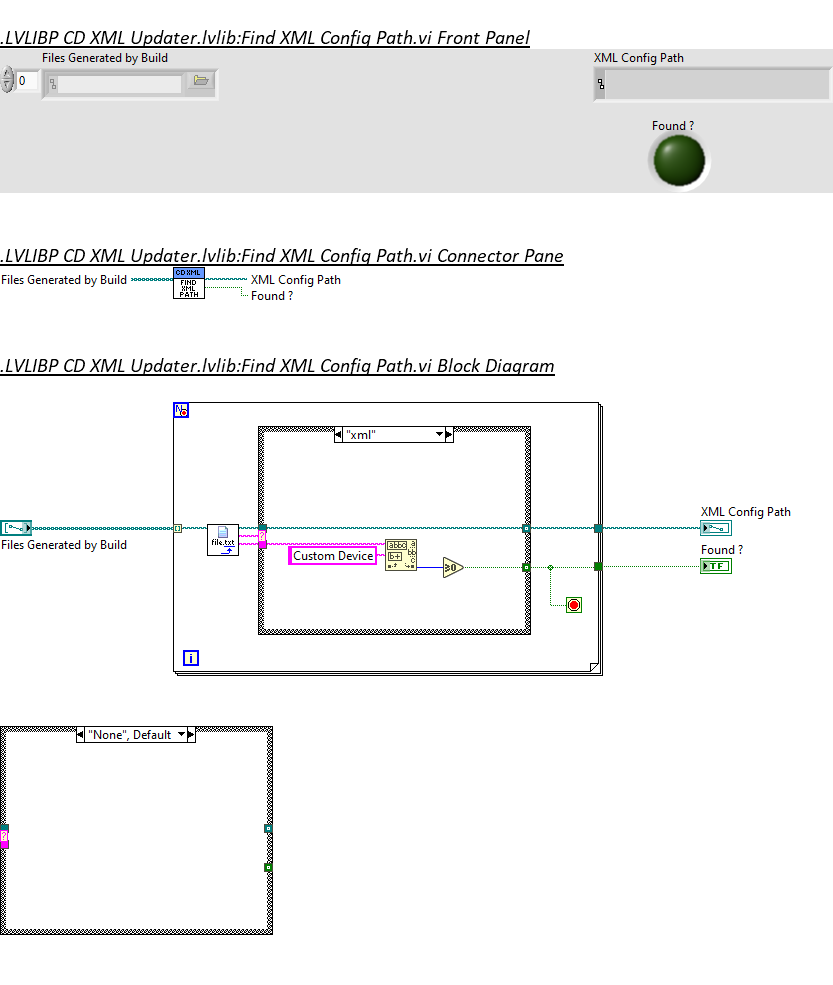 .LVLIBP CD XML Updater.lvlib:Find XML Config Path.vi Front Panel
Files Generated by Build
XML Config Path
0
Found ?
.LVLIBP CD XML Updater.lvlib:Find XML Config Path.vi Connector Pane
CD XML
Files Generated by Build
XML Config Path
FIND
XML
PATH
Found ?
.LVLIBP CD XML Updater.lvlib:Find XML Config Path.vi Block Diagram
N
"xml"
XML Config Path
file.txt
?
Files Generated by Build
Custom Device
abbc
b+
a
bb
c
≥0
Found ?
TF
i
"None", Default
?